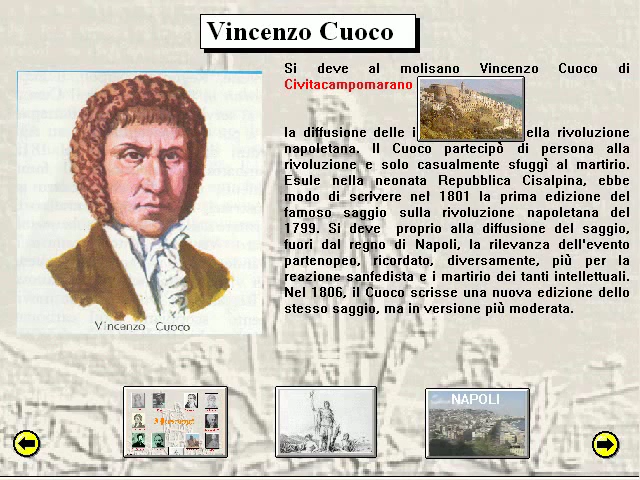 Vincenzo Cuoco
Si deve al molisano Vincenzo Cuoco di
Civitacampomarano
la diffusione delle i ella rivoluzione
napoletana. Il Cuoco partecipò di persona alla
rivoluzione e solo casualmente sfuggì al martirio.
Esule nella neonata Repubblica Cisalpina, ebbe
modo di scrivere nel 1801 la prima edizione del
famoso saggio sulla rivoluzione napoletana del
1799. Si deve proprio alla diffusione del saggio,
fuori dal regno di Napoli, la rilevanza dell'evento
partenopeo, ricordato, diversamente, più per la
reazione sanfedista e i martirio dei tanti intellettuali.
Nel 1806, il Cuoco scrisse una nuova edizione dello
stesso saggio, ma in versione più moderata.
Vincenzo Cuoco
NAPOLI